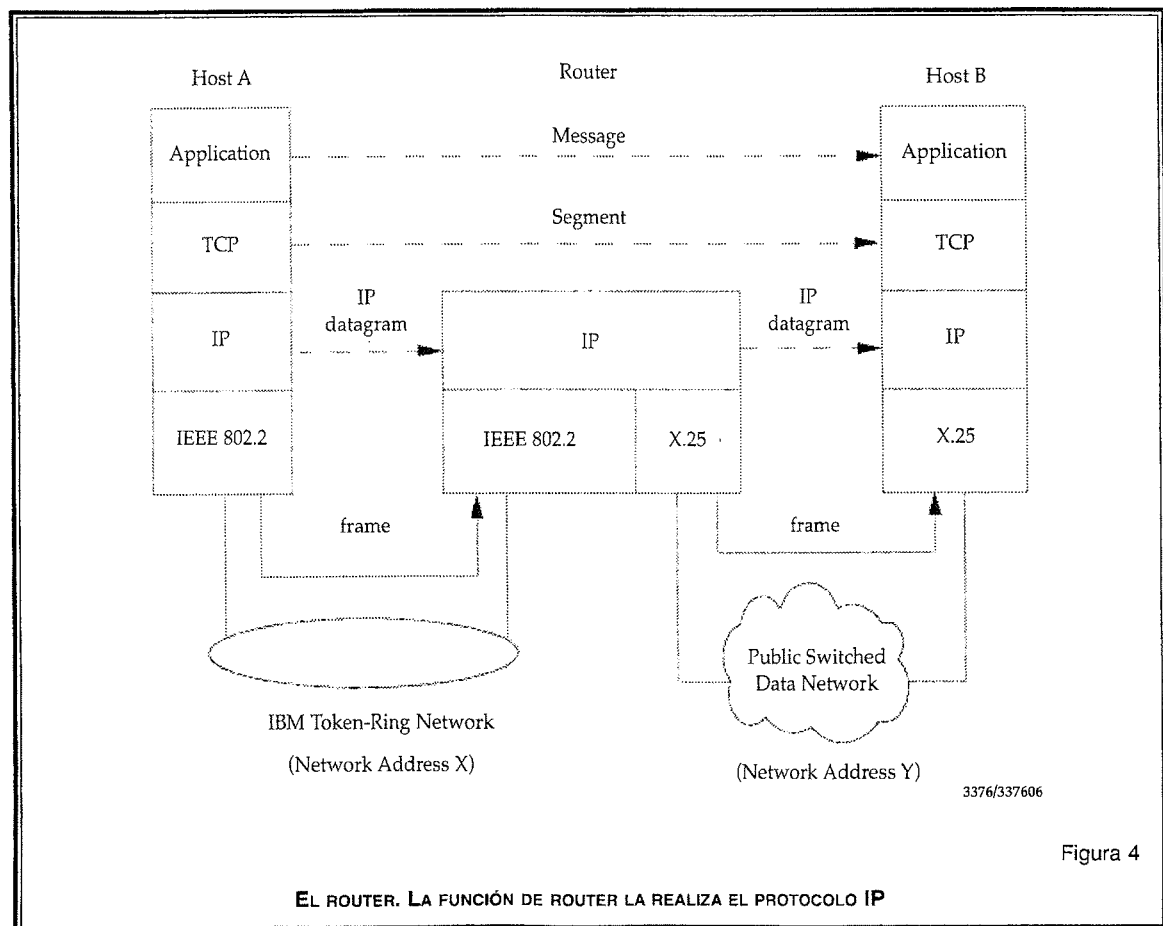 Host A
Router
Host B
Application
Message
Application
TCP
Segment
TCP
IP
IP
datagram
IP
IP
datagram
IP
IEEE 802.2
IEEE 802.2
X.25
X.25
frame
frame
Public Switched
Data Network
IBM Token-Ring Network
(Network Address X)
(Network Address Y)
3376/337606
Figura 4
EL ROUTER. LA FUNCIÓN DE ROUTER LA REALIZA EL PROTOCOLO IP